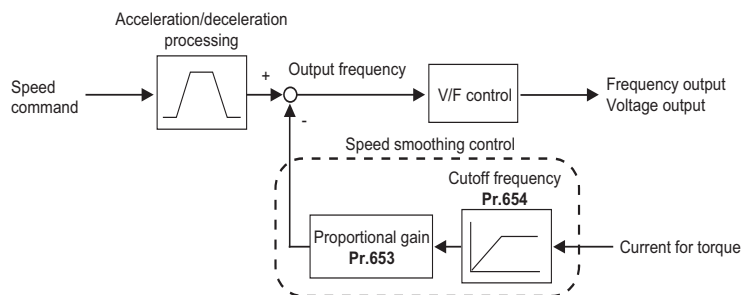 Acceleration/deceleration
processing
Speed
command
+
Output frequency
V/F control
Frequency output
Voltage output
-
Speed smoothing control
Cutoff frequency
Pr.654
Proportional gain
Pr.653
Current for torque